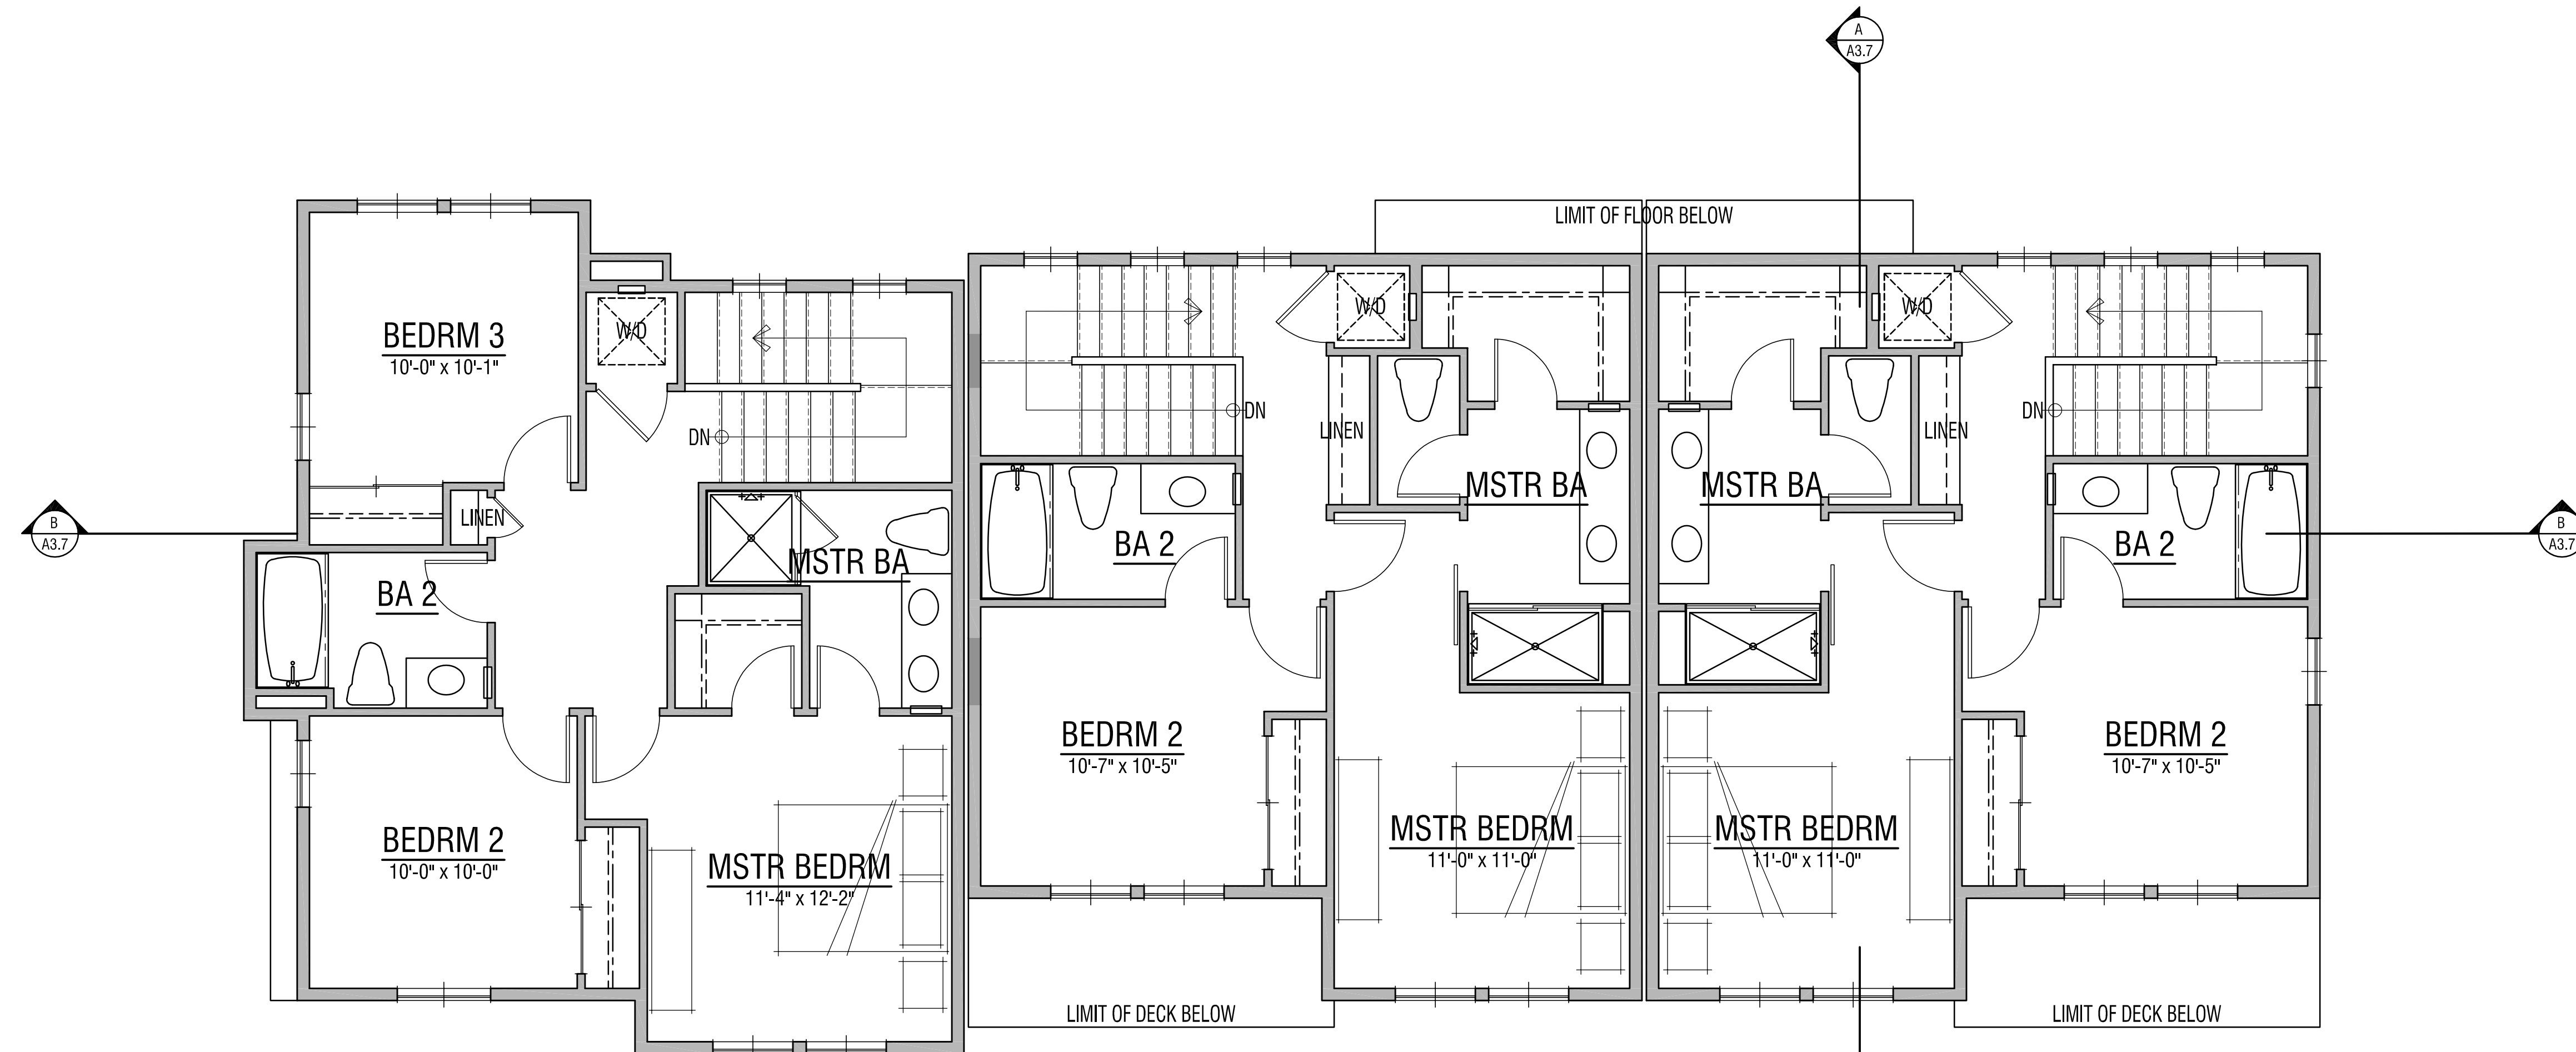 A
A3.7
LIMIT OF FLOOR BELOW
BEDRM 3
10'-0" x 10'-1"
W/D
W/D
W/D
DN
DN
DN
LINEN
LINEN
LINEN
MSTR BA
MSTR BA
B
A3.7
B
A3.7
MSTR BA
BA 2
BA 2
BA 2
BEDRM 2
10'-7" x 10'-5"
BEDRM 2
10'-7" x 10'-5"
BEDRM 2
10'-0" x 10'-0"
MSTR BEDRM
11'-4" x 12'-2"
MSTR BEDRM
11'-0" x 11'-0"
MSTR BEDRM
11'-0" x 11'-0"
LIMIT OF DECK BELOW
LIMIT OF DECK BELOW